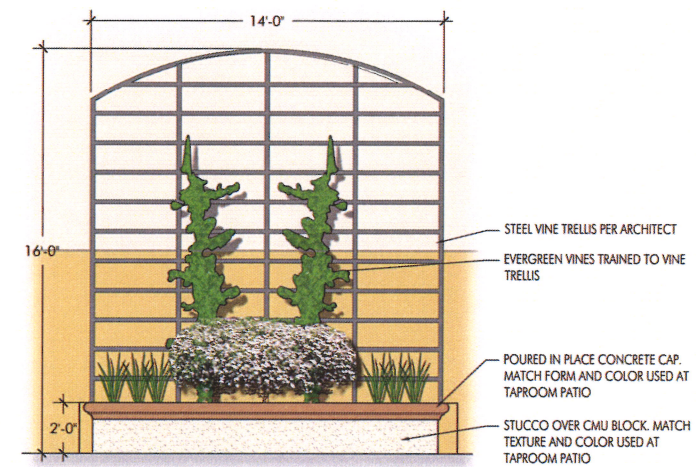 14'-0"
16'-0"
STEEL VINE TRELLIS PER ARCHITECT
EVERGREEN VINES TRAINED TO VINE
TRELLIS
POURED IN PLACE CONCRETE CAP.
MATCH FORM AND COLOR USED AT
TAPROOM PATIO
2'-0"
STUCCO OVER CMU BLOCK. MATCH
TEXTURE AND COLOR USED AT
TAPROOM PATIO